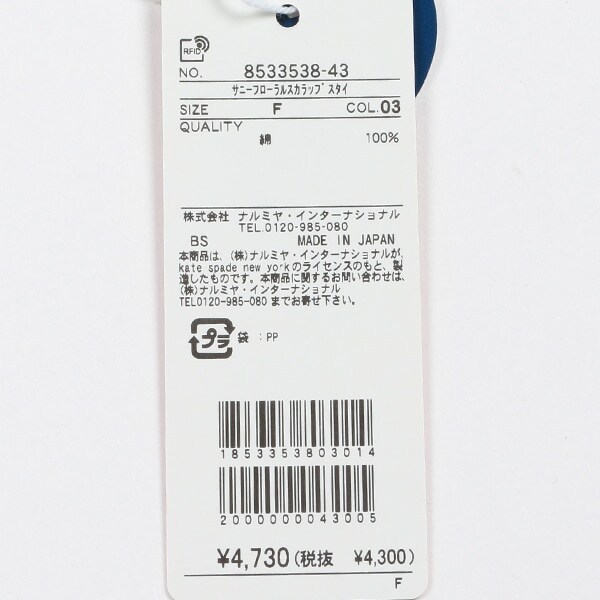 RFID
NO. 8533538-43
サニーフローラルスカラップスタイ
SIZE F COL.03
QUALITY
綿 100%
株式会社 ナルミヤ・インターナショナル
TEL.0120-985-080
BS MADE IN JAPAN
本商品は、(株)ナルミヤ・インターナショナルが、
kate spade new yorkのライセンスのもと、製
造したものです。本商品に関するお問い合わせは、
(株)ナルミヤ・インターナショナル
TEL0120-985-080 までお寄せ下さい。
プラ 袋 : PP
1853353803014
2000000043005
¥4,730(税抜 ¥4,300)
F